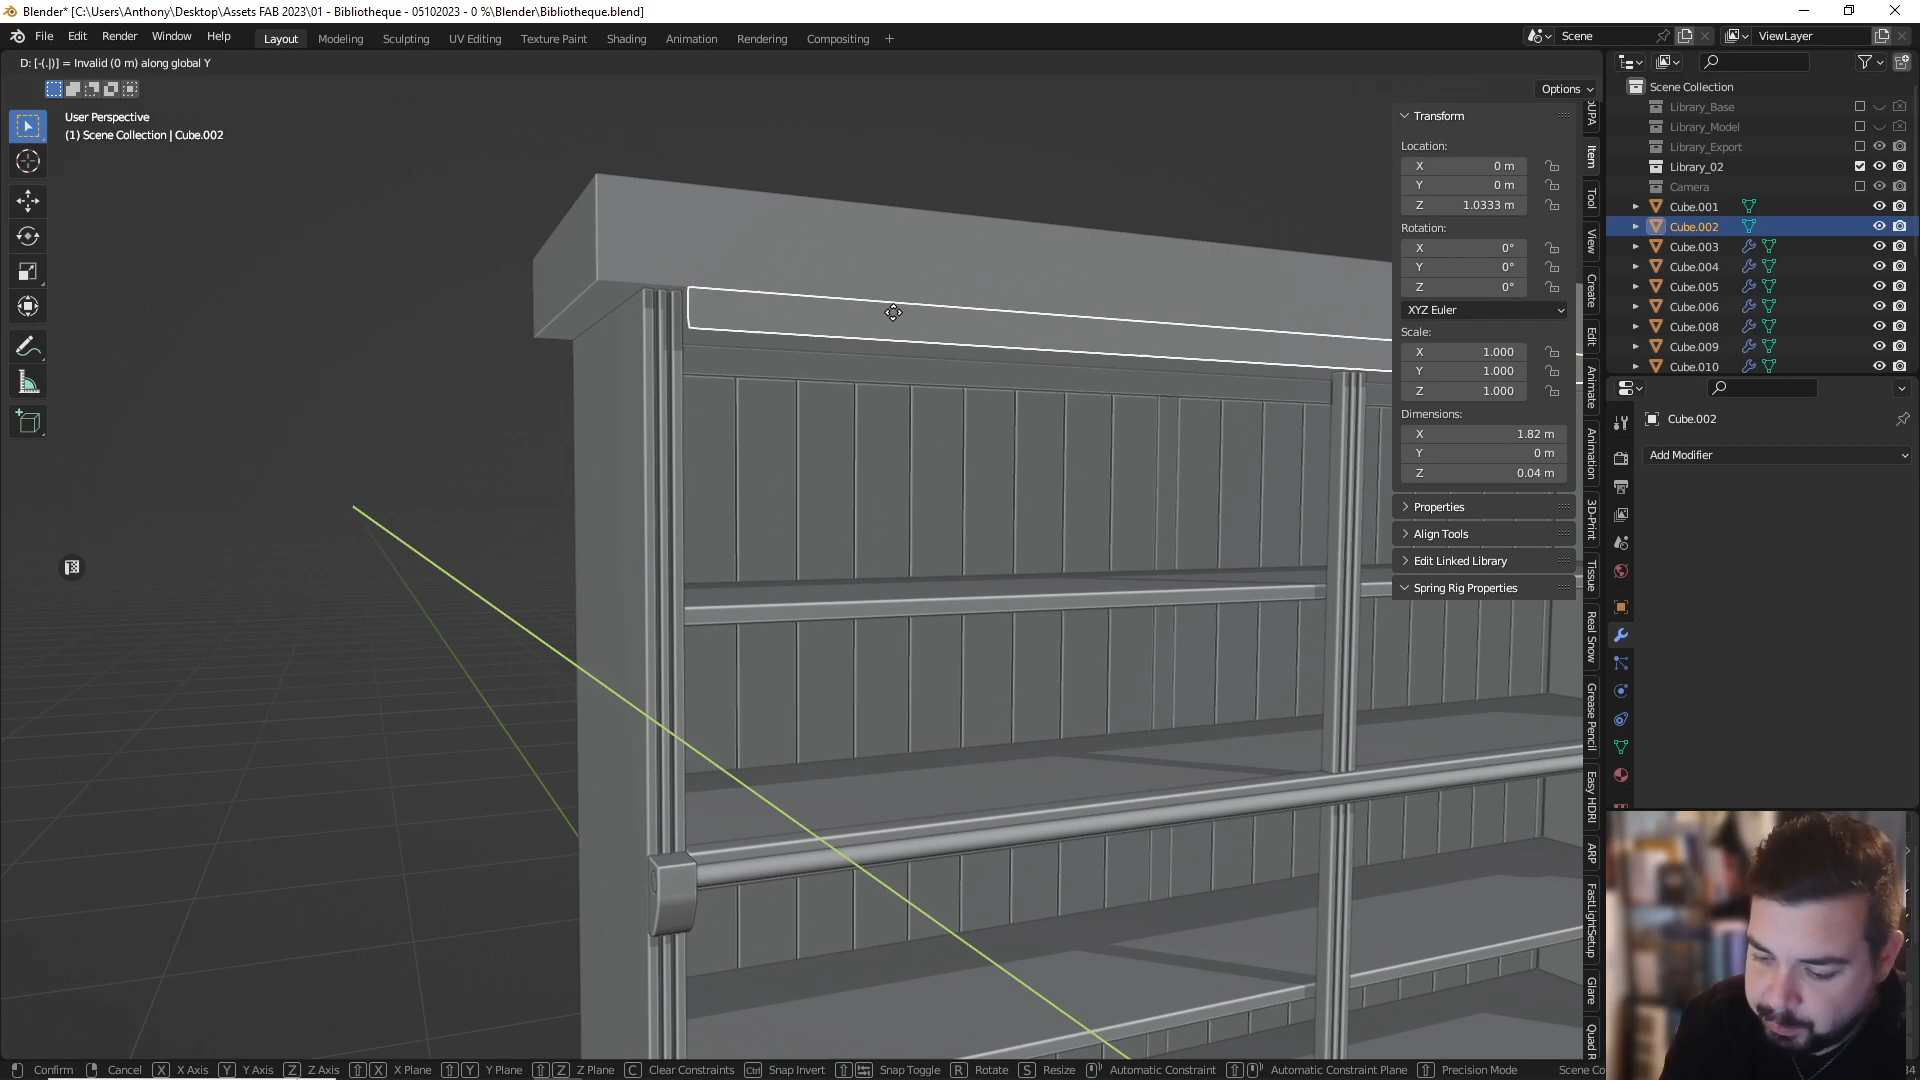 Blender* [C:\Users\Anthony\Desktop\Assets FAB 2023\01 - Bibliotheque - 05102023 - 0 %\Blender\Bibliotheque.blend]
File Edit Render Window Help Layout Modeling Sculpting UV Editing Texture Paint Shading Animation Rendering Compositing + Scene ViewLayer
D: [-(.|)] = Invalid (0 m) along global Y
Options
User Perspective
(1) Scene Collection | Cube.002
Transform
Location:
X 0 m
Y 0 m
Z 1.0333 m
Rotation:
X 0°
Y 0°
Z 0°
XYZ Euler
Scale:
X 1.000
Y 1.000
Z 1.000
Dimensions:
X 1.82 m
Y 0 m
Z 0.04 m
Properties
Align Tools
Edit Linked Library
Spring Rig Properties
Item
Tool
View
Create
Edit
Animate
Animation
3D-Print
Tissue
Real Snow
Grease Pencil
Easy HDRI
ARP
FastLightSetup
Glare
Quad R
Scene Collection
Library_Base
Library_Model
Library_Export
Library_02
Camera
Cube.001
Cube.002
Cube.003
Cube.004
Cube.005
Cube.006
Cube.008
Cube.009
Cube.010
Cube.002
Add Modifier
Confirm Cancel X X Axis Y Y Axis Z Z Axis X X Plane Y Y Plane Z Z Plane C Clear Constraints Ctrl Snap Invert Snap Toggle R Rotate S Resize Automatic Constraint Automatic Constraint Plane Precision Mode Scene Co